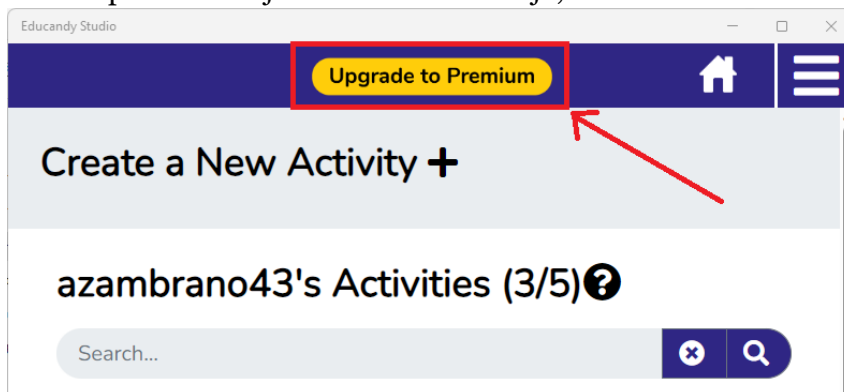 Educandy Studio
Upgrade to Premium
Create a New Activity +
azambrano43's Activities (3/5)?
Search...